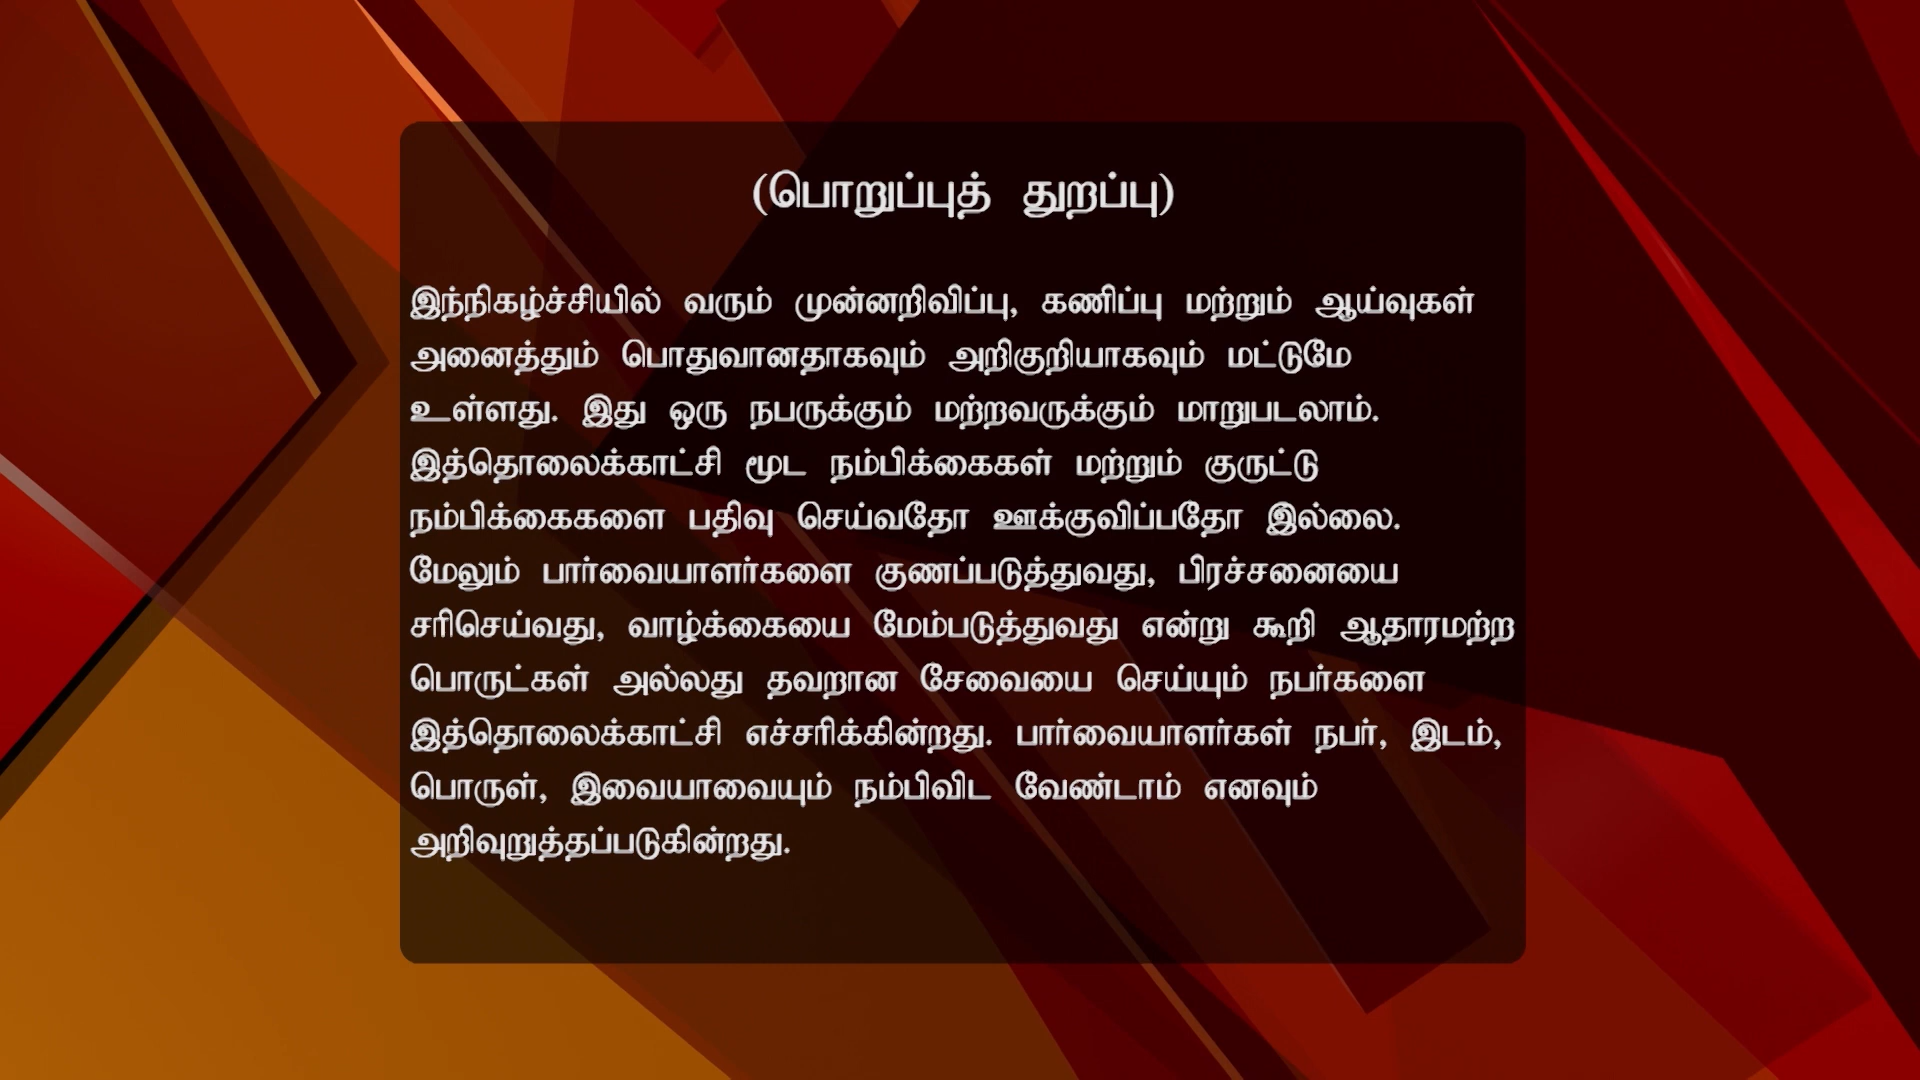 (பொறுப்புத் துறப்பு)
இந்நிகழ்ச்சியில் வரும் முன்னறிவிப்பு, கணிப்பு மற்றும் ஆய்வுகள்
அனைத்தும் பொதுவானதாகவும் அறிகுறியாகவும் மட்டுமே
உள்ளது. இது ஒரு நபருக்கும் மற்றவருக்கும் மாறுபடலாம்.
இத்தொலைக்காட்சி மூட நம்பிக்கைகள் மற்றும் குருட்டு
நம்பிக்கைகளை பதிவு செய்வதோ ஊக்குவிப்பதோ இல்லை.
மேலும் பார்வையாளர்களை குணப்படுத்துவது, பிரச்சனையை
சரிசெய்வது, வாழ்க்கையை மேம்படுத்துவது என்று கூறி ஆதாரமற்ற
பொருட்கள் அல்லது தவறான சேவையை செய்யும் நபர்களை
இத்தொலைக்காட்சி எச்சரிக்கின்றது. பார்வையாளர்கள் நபர், இடம்,
பொருள், இவையாவையும் நம்பிவிட வேண்டாம் எனவும்
அறிவுறுத்தப்படுகின்றது.